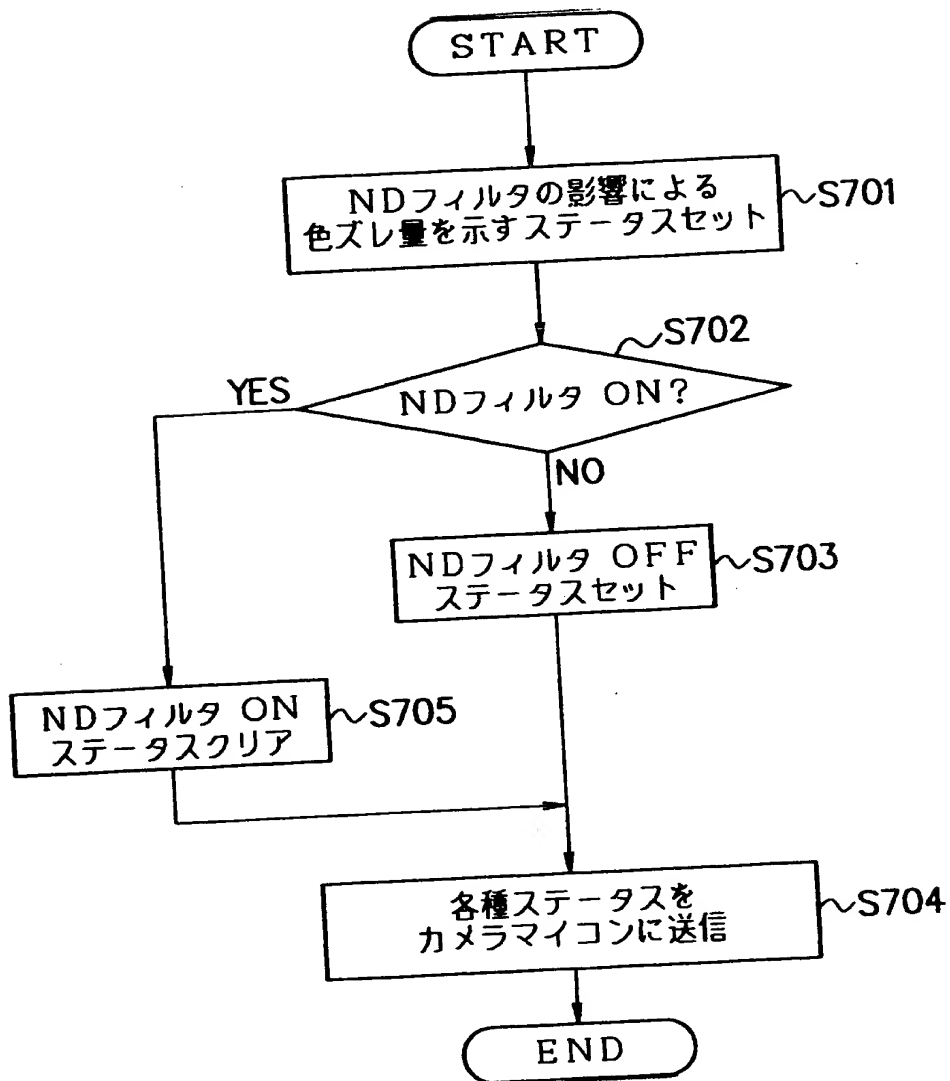 START
NDフィルタの影響による
色ズレ量を示すステータスセット
S701
S702
YES
NDフィルタ ON?
NO
NDフィルタ OFF
ステータスセット
S703
NDフィルタ ON
ステータスクリア
S705
各種ステータスを
カメラマイコンに送信
S704
END